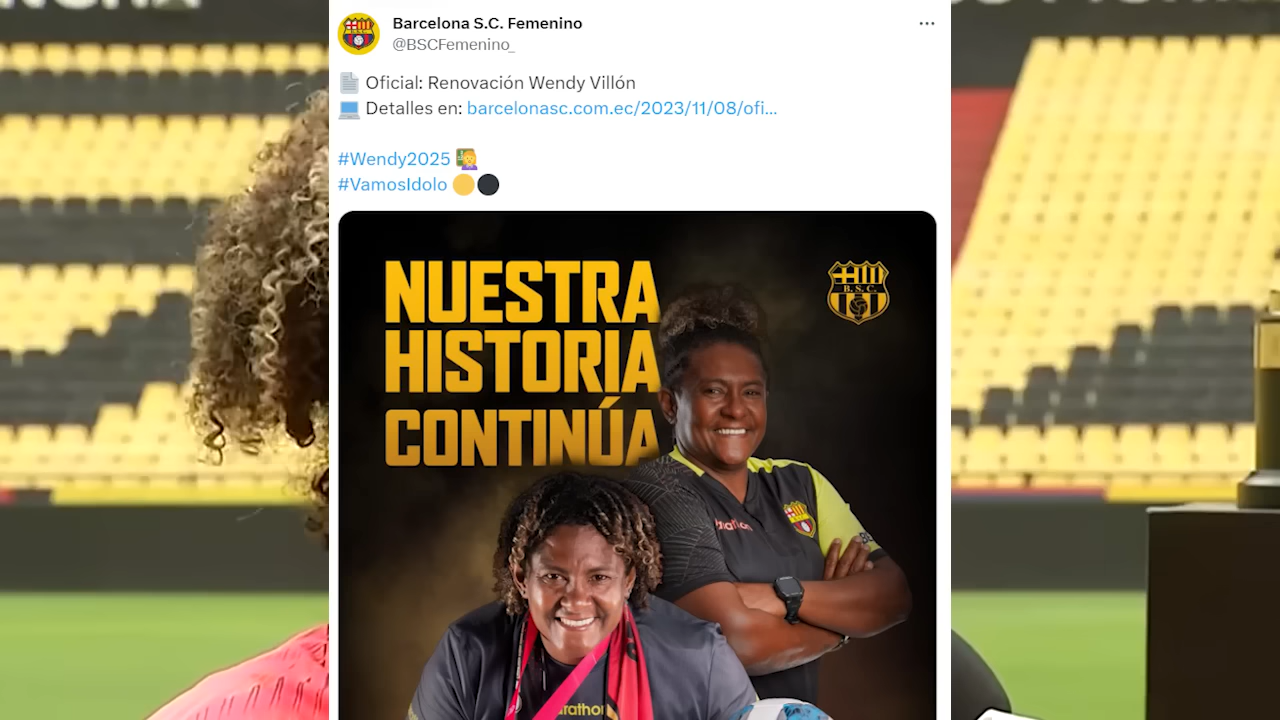 Barcelona S.C. Femenino
@BSCFemenino_
Oficial: Renovación Wendy Villón
Detalles en: barcelonasc.com.ec/2023/11/08/ofi...
#Wendy2025
#VamosIdolo
NUESTRA
HISTORIA
CONTINÚA
B. S. C.